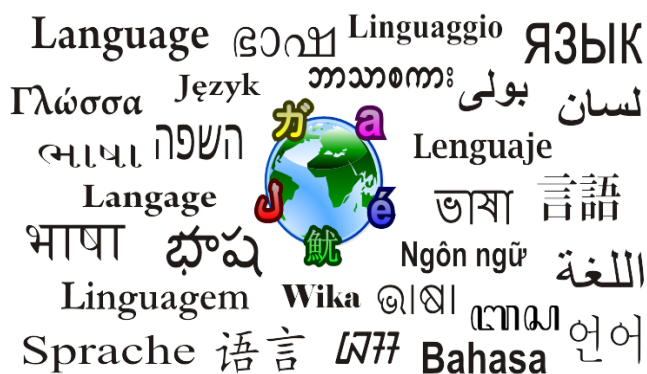 Language
ഭാഷ
Linguaggio
ЯЗЫК
Γλώσσα
Język
ဘာသာစကား
بولی
لسان
ભાષા
השפה
ガ
a
Lenguaje
Langage
é
ভাষা
言語
भाषा
భాష
魷
Ngôn ngữ
اللغة
Linguagem
Wika
ଭାଷା
언어
Sprache
语言
Bahasa